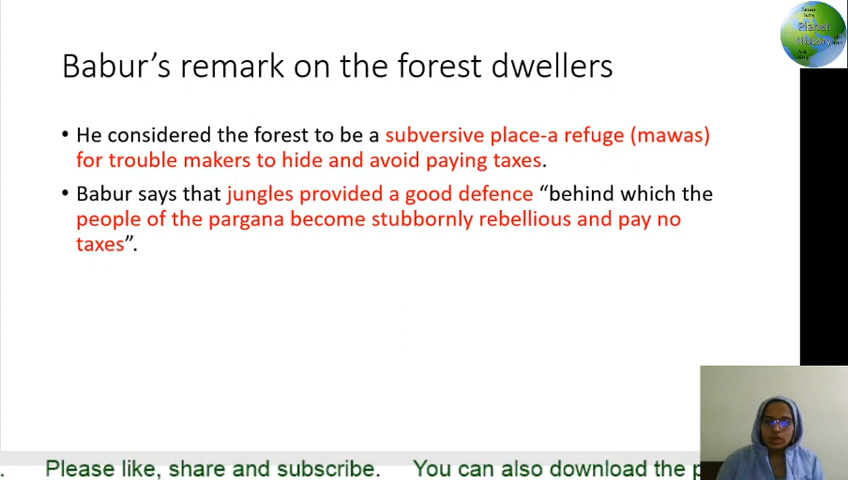 Planet
History
Babur’s remark on the forest dwellers
• He considered the forest to be a subversive place-a refuge (mawas)
for trouble makers to hide and avoid paying taxes.
• Babur says that jungles provided a good defence “behind which the
people of the pargana become stubbornly rebellious and pay no
taxes”.
. Please like, share and subscribe. You can also download the p